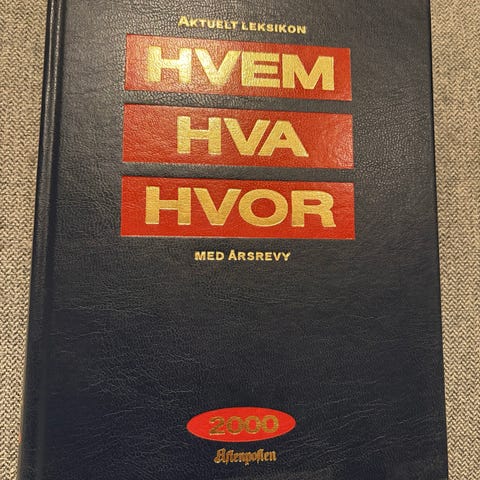 AKTUELT LEKSIKON
HVEM
HVA
HVOR
MED ÅRSREVY
2000
Aftenposten